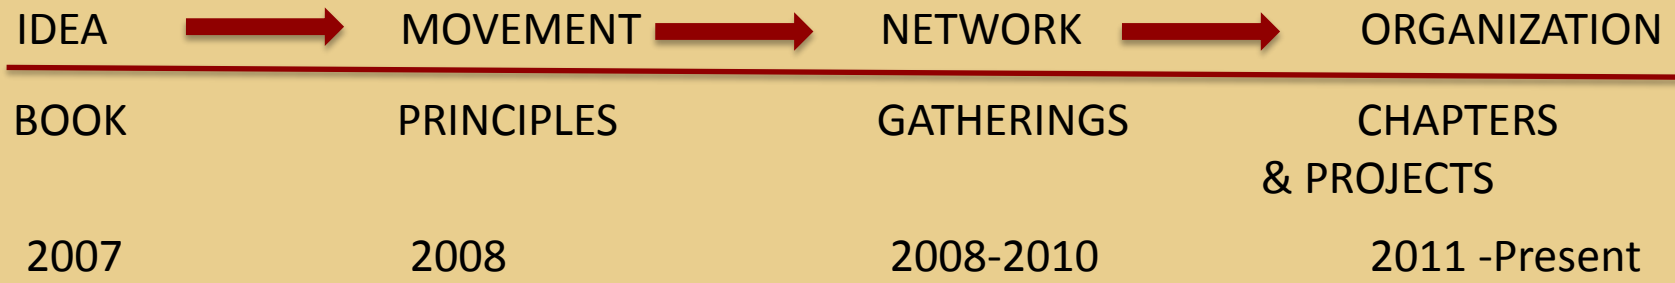 IDEA MOVEMENT NETWORK ORGANIZATION
BOOK PRINCIPLES GATHERINGS CHAPTERS
& PROJECTS
2007 2008 2008-2010 2011 -Present